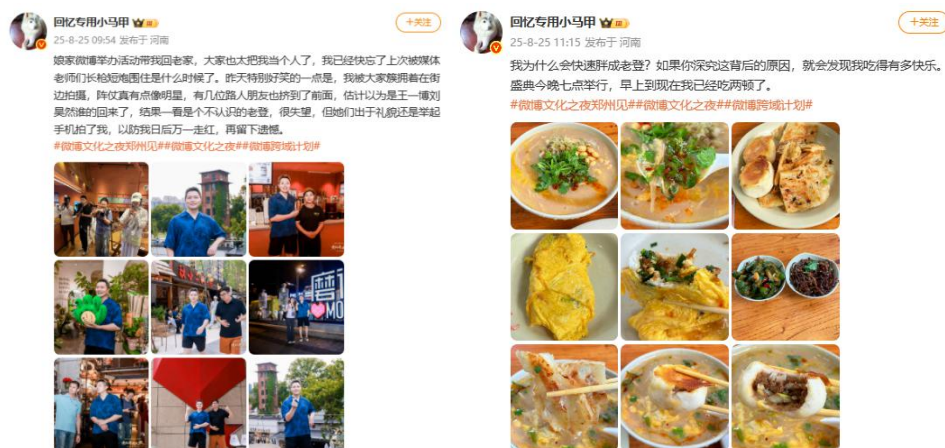 回忆专用小马甲
+关注
25-8-25 09:54 发布于 河南
娘家微博举办活动带我回老家，大家也太把我当个人了，我已经快忘了上次被媒体
老师们长枪短炮围住是什么时候了。昨天特别好笑的一点是，我被大家簇拥着在街
边拍摄，阵仗真有点像明星，有几位路人朋友也挤到了前面，估计以为是王一博刘
昊然谁的回来了，结果一看是个不认识的老登，很失望，但她们出于礼貌还是举起
手机拍了我，以防我日后万一走红，再留下遗憾。
#微博文化之夜郑州见##微博文化之夜##微博跨域计划#
磨
MO
回忆专用小马甲
+关注
25-8-25 11:15 发布于 河南
我为什么会快速胖成老登？如果你深究这背后的原因，就会发现我吃得有多快乐。
盛典今晚七点举行，早上到现在我已经吃两顿了。
#微博文化之夜郑州见##微博文化之夜##微博跨域计划#